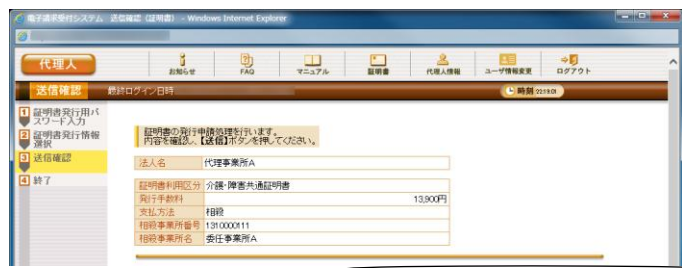 電子請求受付システム 送信確認（証明書） - Windows Internet Explorer
代理人
お知らせ
FAQ
マニュアル
証明書
代理人情報
ユーザ情報変更
ログアウト
送信確認
最終ログイン日時
時刻 22:19:01
1 証明書発行用パ
スワード入力
2 証明書発行情報
選択
3 送信確認
4 終了
証明書の発行申請処理を行います。
内容を確認し、【送信】ボタンを押してください。
法人名 代理事業所A
証明書利用区分 介護・障害共通証明書
発行手数料 13,900円
支払方法 相殺
相殺事業所番号 1310000111
相殺事業所名 委任事業所A